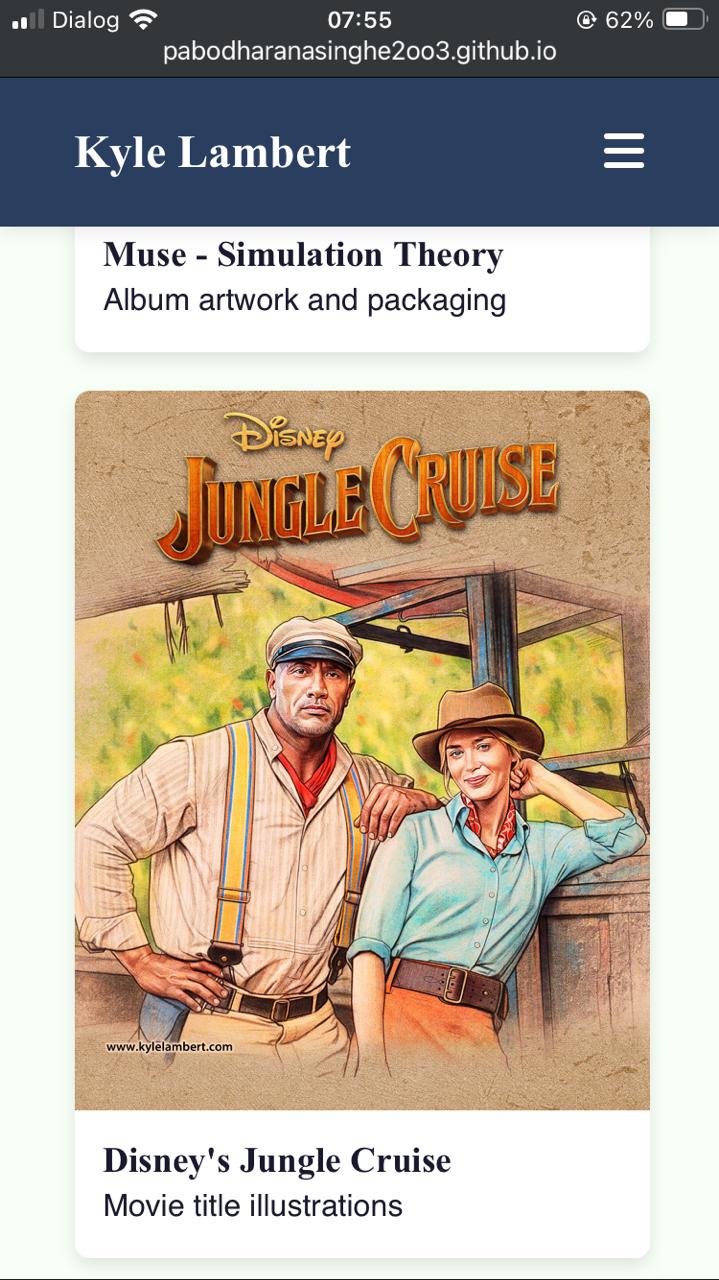 Dialog 07:55 62%
pabodharanasinghe2oo3.github.io
Kyle Lambert
Muse - Simulation Theory
Album artwork and packaging
Disney
JUNGLE CRUISE
www.kylelambert.com
Disney's Jungle Cruise
Movie title illustrations